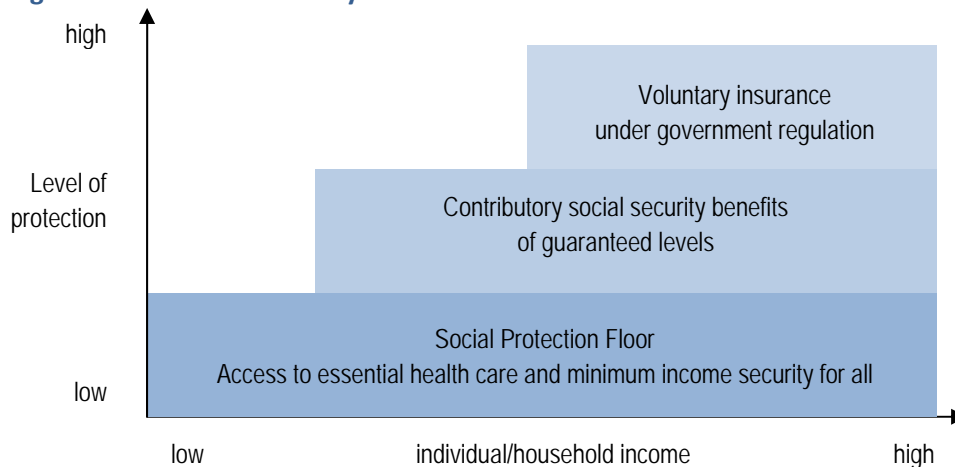 high
Voluntary insurance
under government regulation
Level of
protection
Contributory social security benefits
of guaranteed levels
Social Protection Floor
Access to essential health care and minimum income security for all
low
low individual/household income high